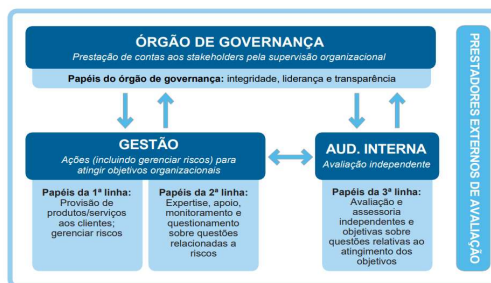 ÓRGÃO DE GOVERNANÇA
Prestação de contas aos stakeholders pela supervisão organizacional
Papéis do órgão de governança: integridade, liderança e transparência
GESTÃO
Ações (incluindo gerenciar riscos) para
atingir objetivos organizacionais
Papéis da 1ª linha:
Provisão de
produtos/serviços
aos clientes;
gerenciar riscos
Papéis da 2ª linha:
Expertise, apoio,
monitoramento e
questionamento
sobre questões
relacionadas a
riscos
AUD. INTERNA
Avaliação independente
Papéis da 3ª linha:
Avaliação e
assessoria
independentes e
objetivas sobre
questões relativas ao
atingimento dos
objetivos
PRESTADORES EXTERNOS DE AVALIAÇÃO